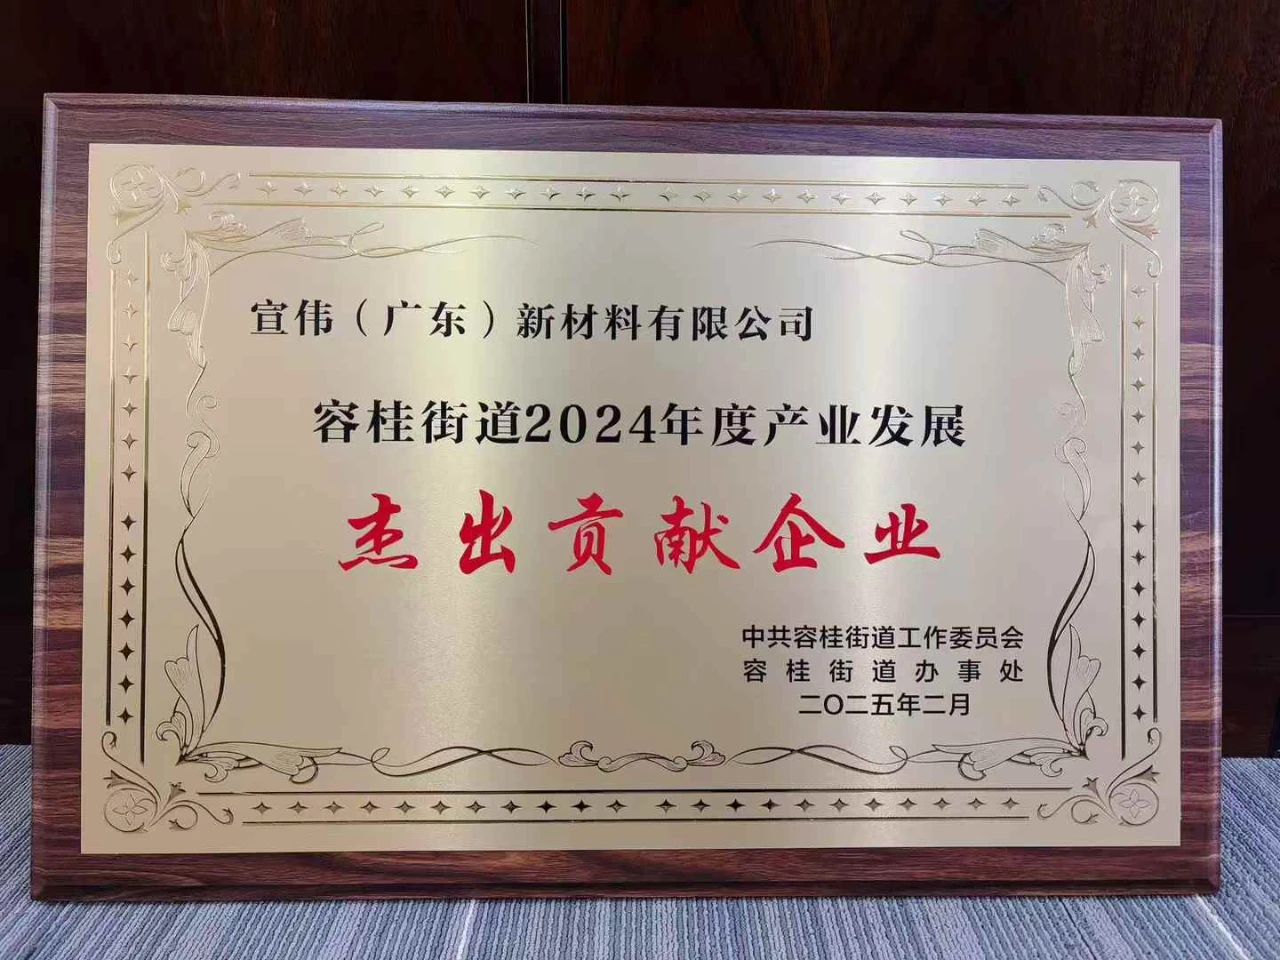 宣伟（广东）新材料有限公司
容桂街道2024年度产业发展
杰出贡献企业
中共容桂街道工作委员会
容桂街道办事处
二〇二五年二月